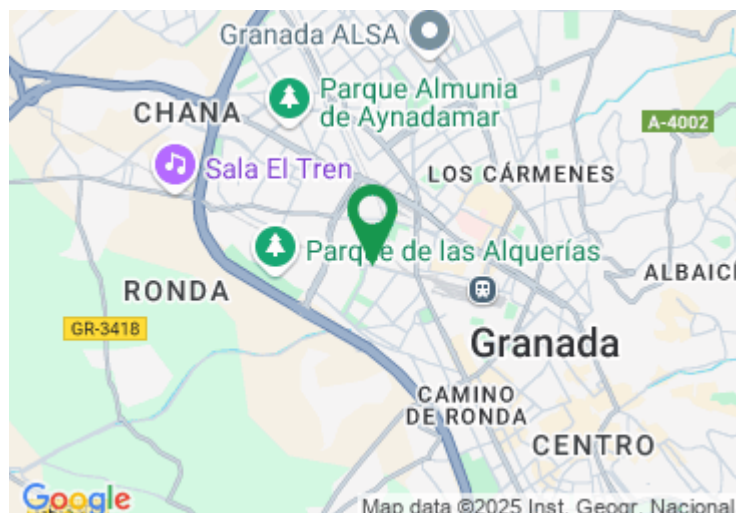 Granada ALSA
Parque Almunia
de Aynadamar
CHANA
A-4002
Sala El Tren
LOS CÁRMENES
Parque de las Alquerías
ALBAICÍ
RONDA
GR-3418
Granada
CAMINO
DE RONDA
CENTRO
Google
Map data ©2025 Inst. Geogr. Nacional